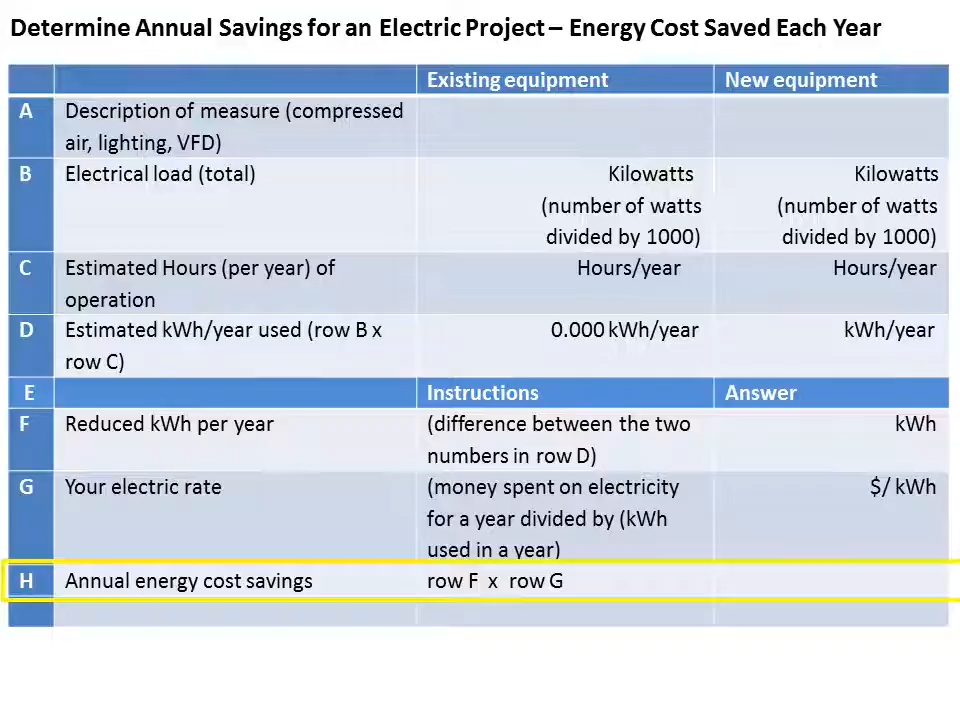 Determine Annual Savings for an Electric Project – Energy Cost Saved Each Year
Existing equipment New equipment
A Description of measure (compressed
air, lighting, VFD)
B Electrical load (total) Kilowatts Kilowatts
(number of watts (number of watts
divided by 1000) divided by 1000)
C Estimated Hours (per year) of Hours/year Hours/year
operation
D Estimated kWh/year used (row B x 0.000 kWh/year kWh/year
row C)
E Instructions Answer
F Reduced kWh per year (difference between the two kWh
numbers in row D)
G Your electric rate (money spent on electricity $/ kWh
for a year divided by (kWh
used in a year)
H Annual energy cost savings row F x row G